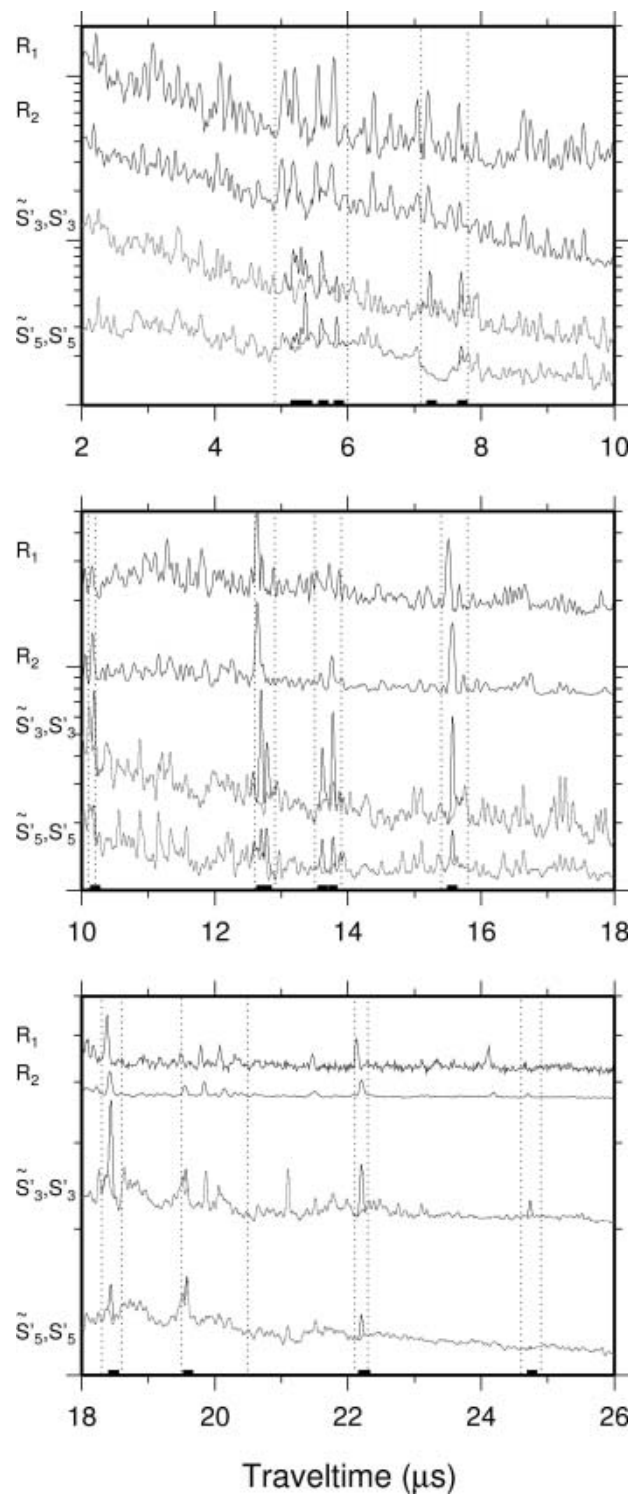 R₁
R₂
S̃'₃,S'₃
S̃'₅,S'₅
2 4 6 8 10
R₁
R₂
S̃'₃,S'₃
S̃'₅,S'₅
10 12 14 16 18
R₁
R₂
S̃'₃,S'₃
S̃'₅,S'₅
18 20 22 24 26
Traveltime (μs)